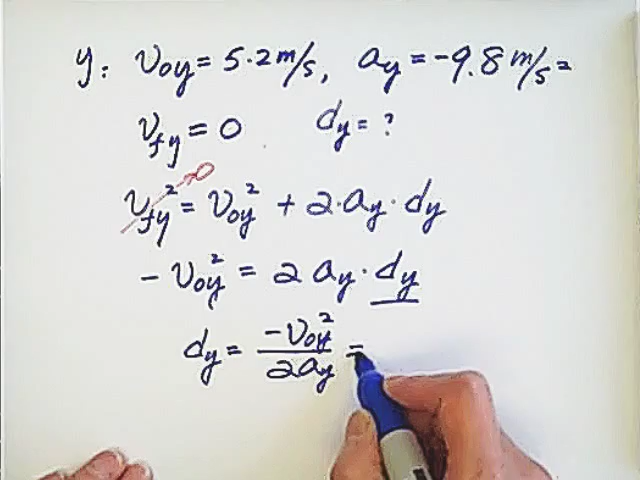 y: v₀y = 5.2 m/s, ay = -9.8 m/s²
vfy = 0 dy = ?
vfy² = v₀y² + 2·ay·dy → 0
- v₀y² = 2 ay · dy
dy = -v₀y² / 2ay =